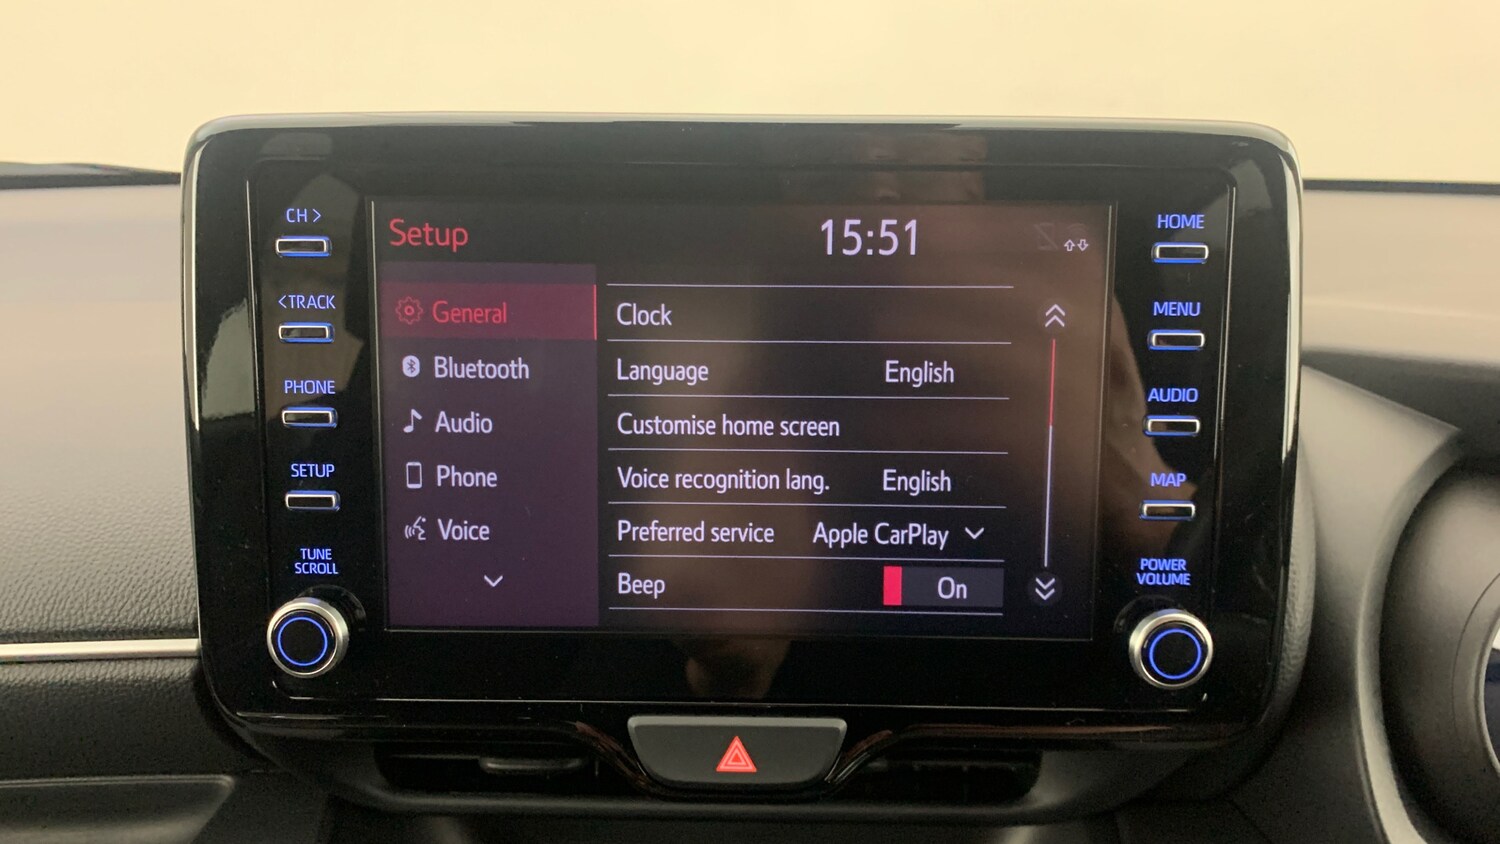 CH >
<TRACK
PHONE
SETUP
TUNE
SCROLL
Setup
15:51
General
Bluetooth
Audio
Phone
Voice
Clock
Language English
Customise home screen
Voice recognition lang. English
Preferred service Apple CarPlay
Beep On
HOME
MENU
AUDIO
MAP
POWER
VOLUME